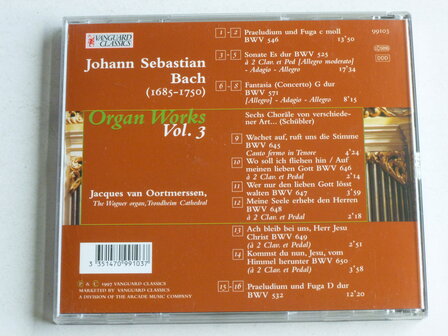 VANGUARD
CLASSICS
Johann Sebastian
Bach
(1685-1750)
Organ Works
Vol. 3
Jacques van Oortmerssen,
The Wagner organ, Trondheim Cathedral
3 351470 991037
℗ & © 1997 VANGUARD CLASSICS
MARKETED BY VANGUARD CLASSICS
A DIVISION OF THE ARCADE MUSIC COMPANY
99103
DDD
1 - 2 Praeludium und Fuga c moll
BWV 546 13'50
3 - 5 Sonate Es dur BWV 525
à 2 Clav. et Ped [Allegro moderato]
- Adagio - Allegro 17'34
6 - 8 Fantasia (Concerto) G dur
BWV 571
[Allegro] - Adagio - Allegro 8'15
Sechs Choräle von verschiede-
ner Art... (Schübler)
9 Wachet auf, ruft uns die Stimme
BWV 645
Canto fermo in Tenore 4'24
10 Wo soll ich fliehen hin / Auf
meinen lieben Gott BWV 646
à 2 Clav. et Pedal 2'14
11 Wer nur den lieben Gott lösst
walten BWV 647 3'59
12 Meine Seele erhebt den Herren
BWV 648
à 2 Clav. et Pedal 2'18
13 Ach bleib bei uns, Herr Jesu
Christ BWV 649
(à 2 Clav. et Pedal) 2'51
14 Kommst du nun, Jesu, vom
Himmel herunter BWV 650
(à 2 Clav. et Pedal) 3'58
15 - 16 Praeludium und Fuga D dur
BWV 532 12'20